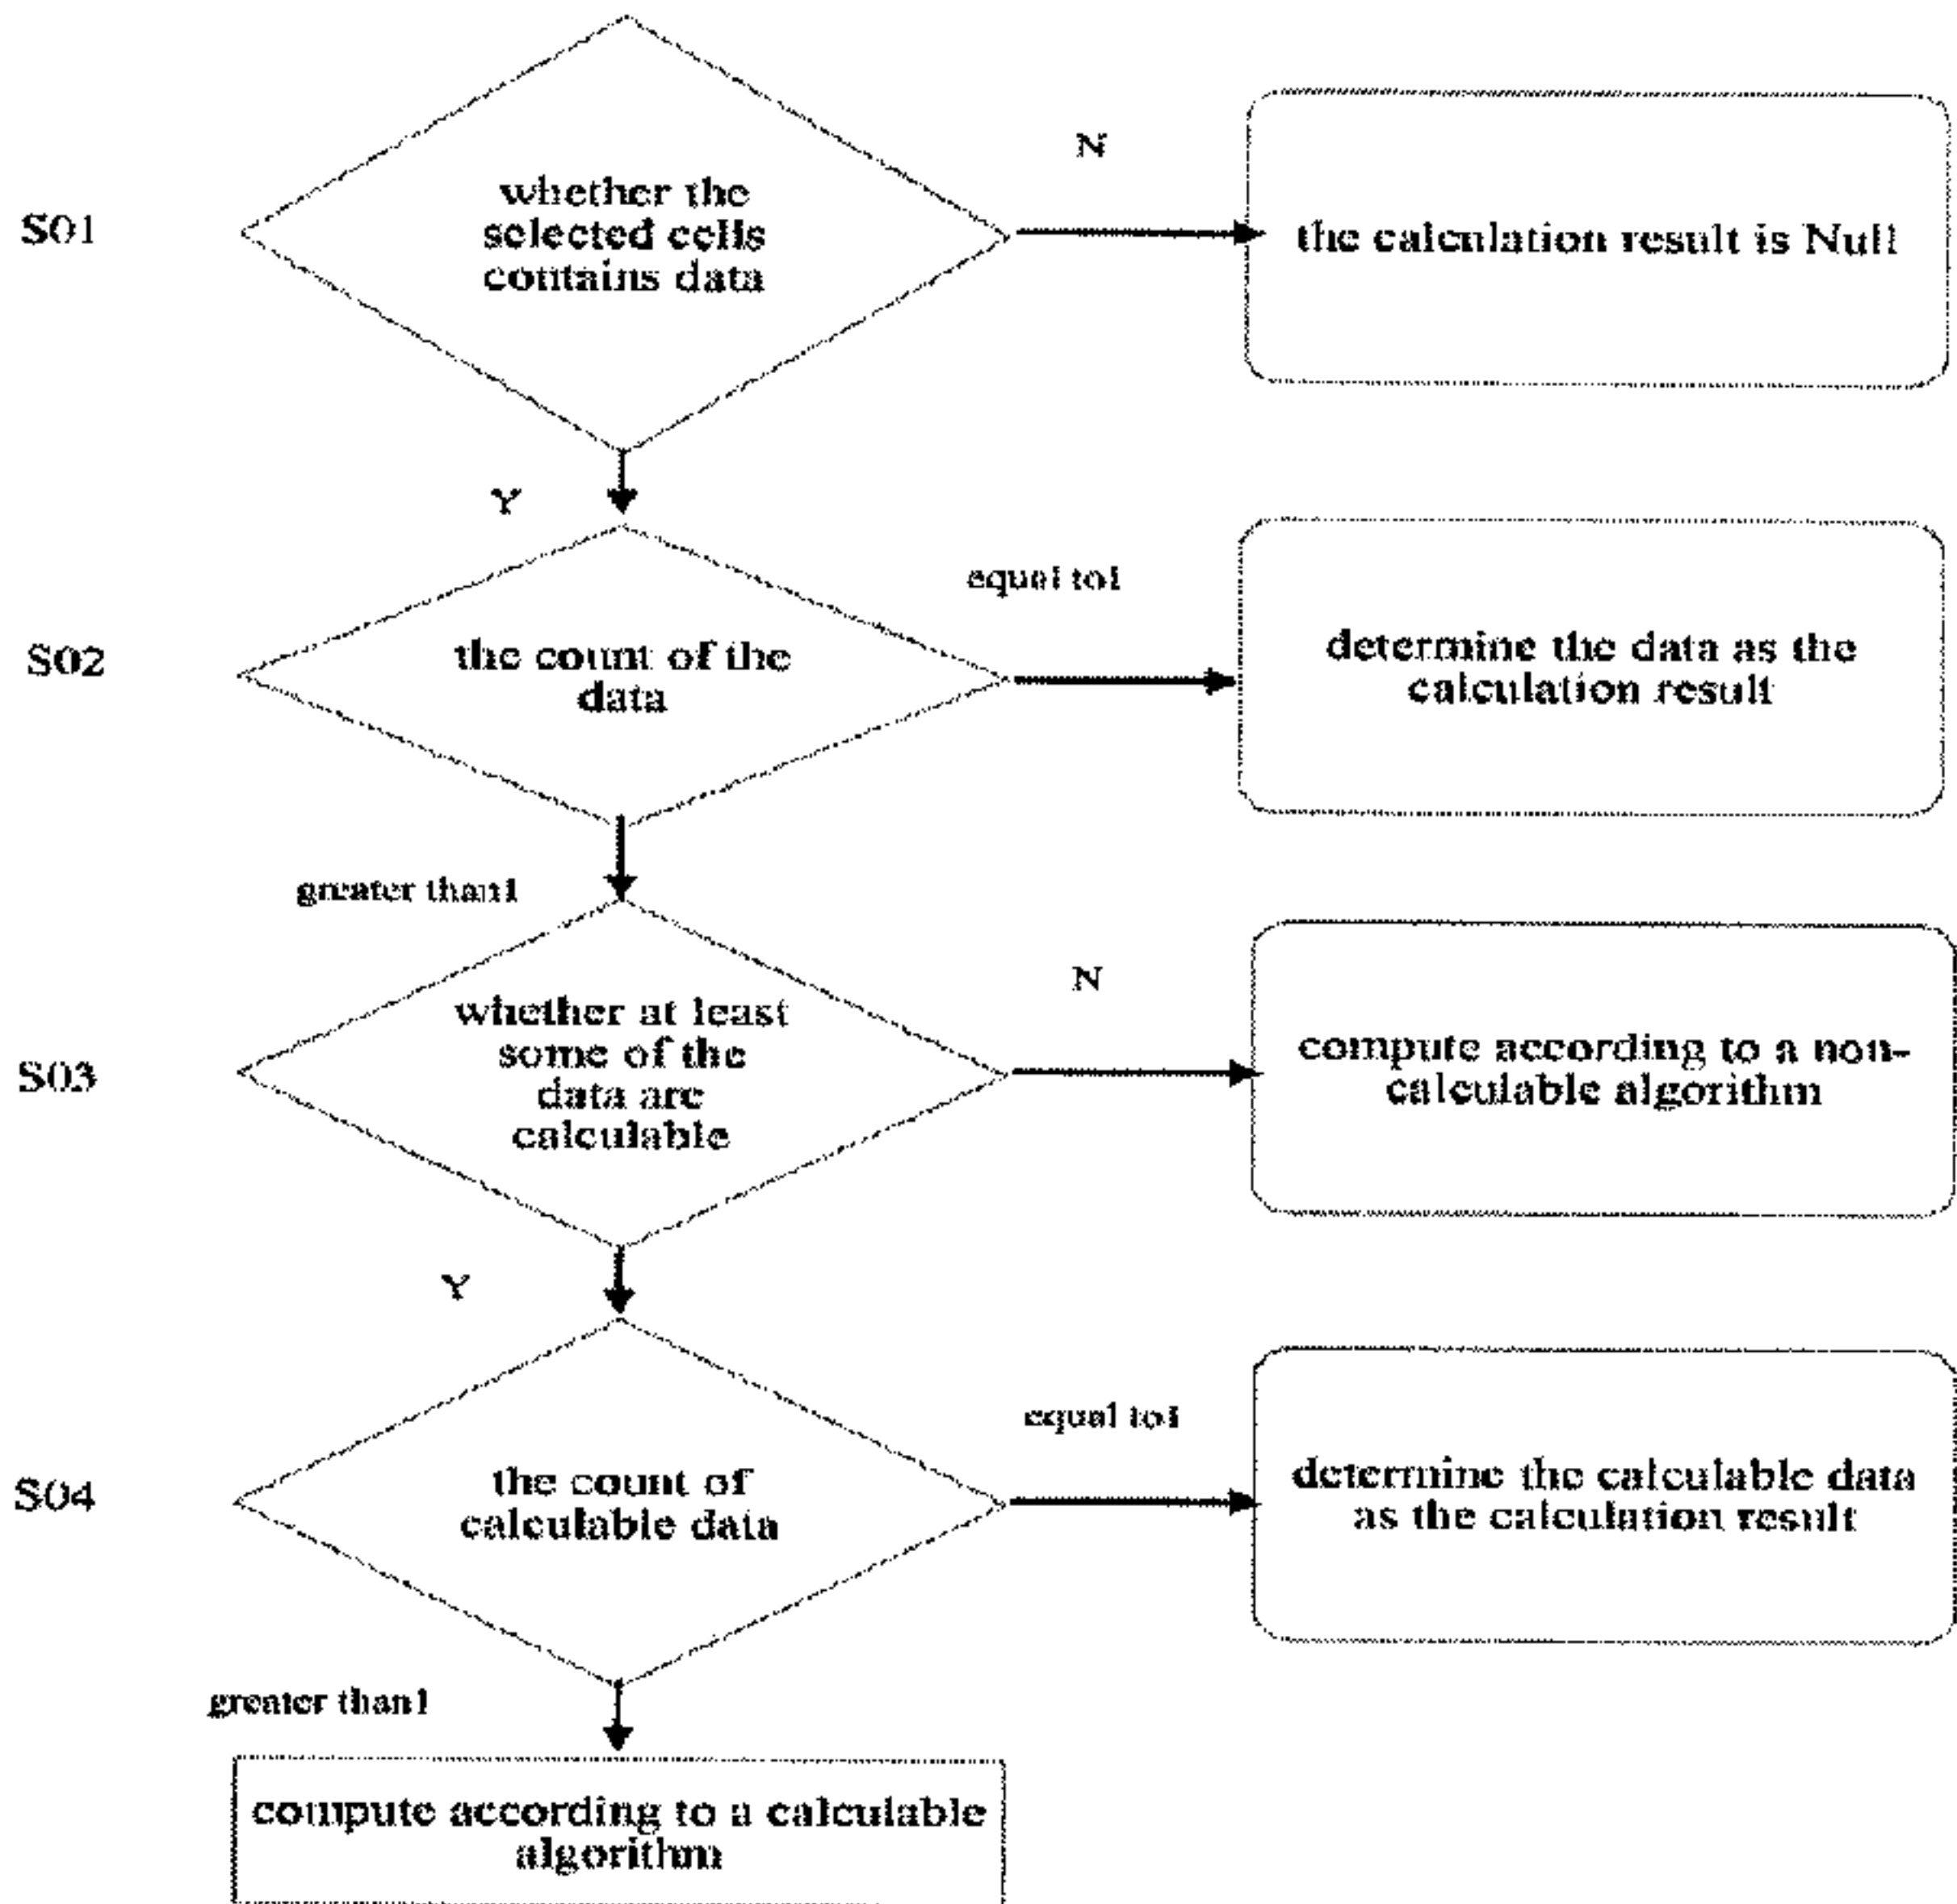 whether the
selected cells
contains data
N
S01
the calculation result is Null
Y
equal to1
S02
the count of the
data
determine the data as the
calculation result
greater than1
N
S03
whether at least
some of the
data are
calculable
compute according to a non-
calculable algorithm
Y
equal to1
S04
the count of
calculable data
determine the calculable data
as the calculation result
greater than1
compute according to a calculable
algorithm